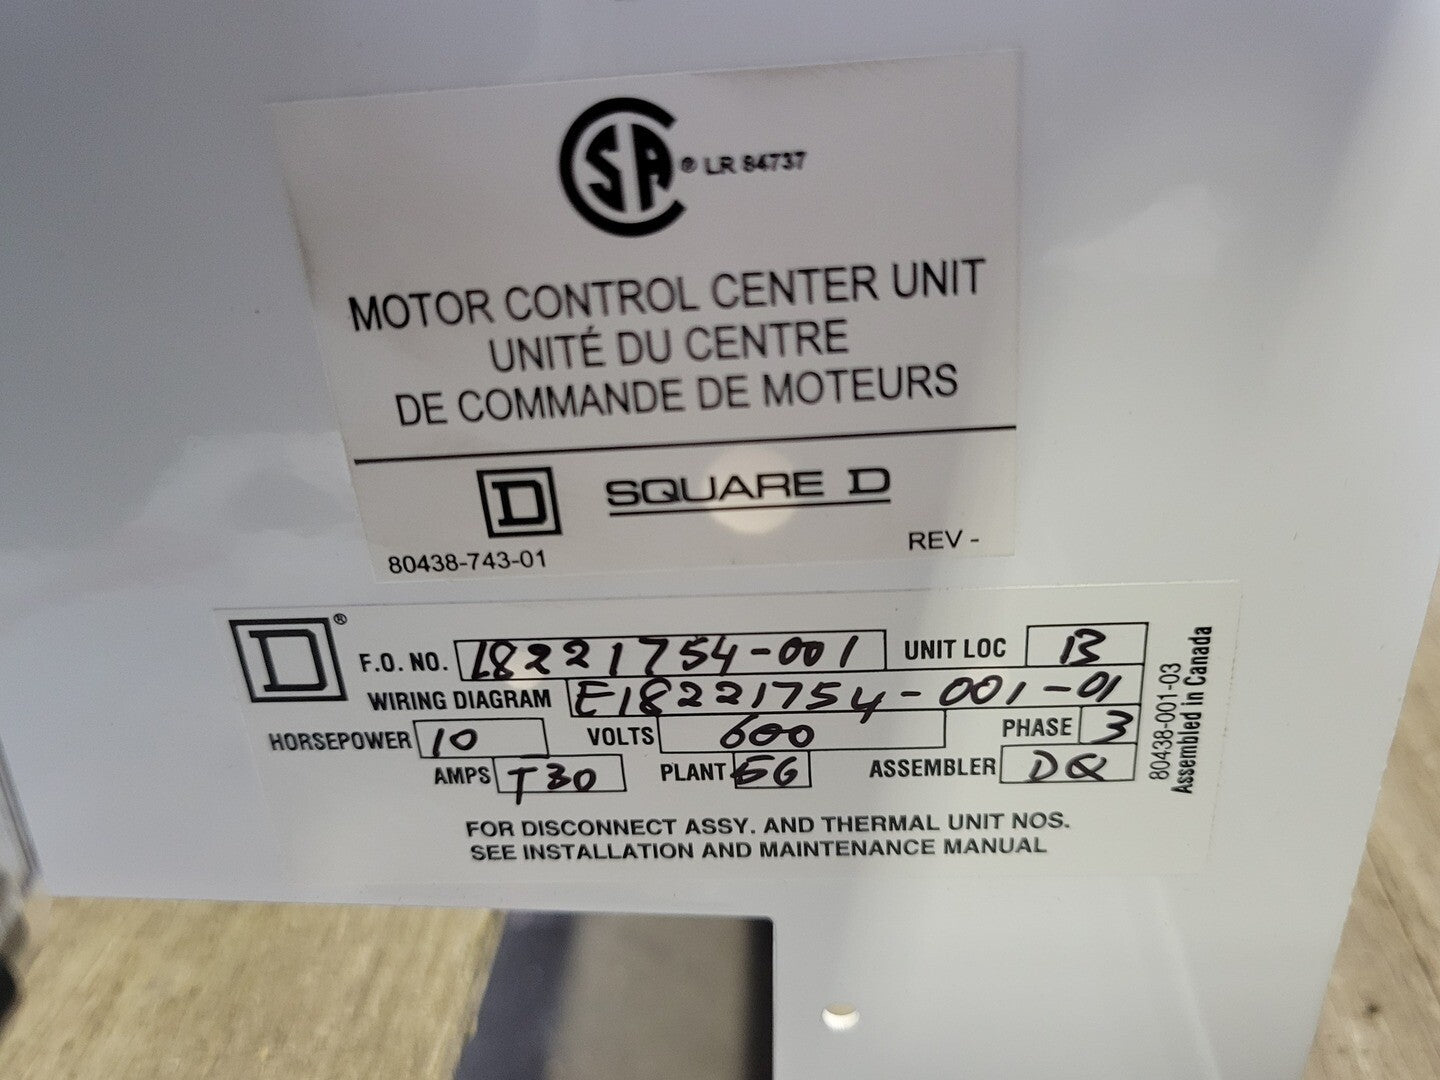 CSA ® LR 84737
MOTOR CONTROL CENTER UNIT
UNITÉ DU CENTRE
DE COMMANDE DE MOTEURS
D SQUARE D
80438-743-01 REV -
D ® F.O. NO. 18221754-001 UNIT LOC B
WIRING DIAGRAM E18221754-001-01
HORSEPOWER 10 VOLTS 600 PHASE 3
AMPS T30 PLANT 56 ASSEMBLER DQ
FOR DISCONNECT ASSY. AND THERMAL UNIT NOS.
SEE INSTALLATION AND MAINTENANCE MANUAL
80438-001-03
Assembled in Canada